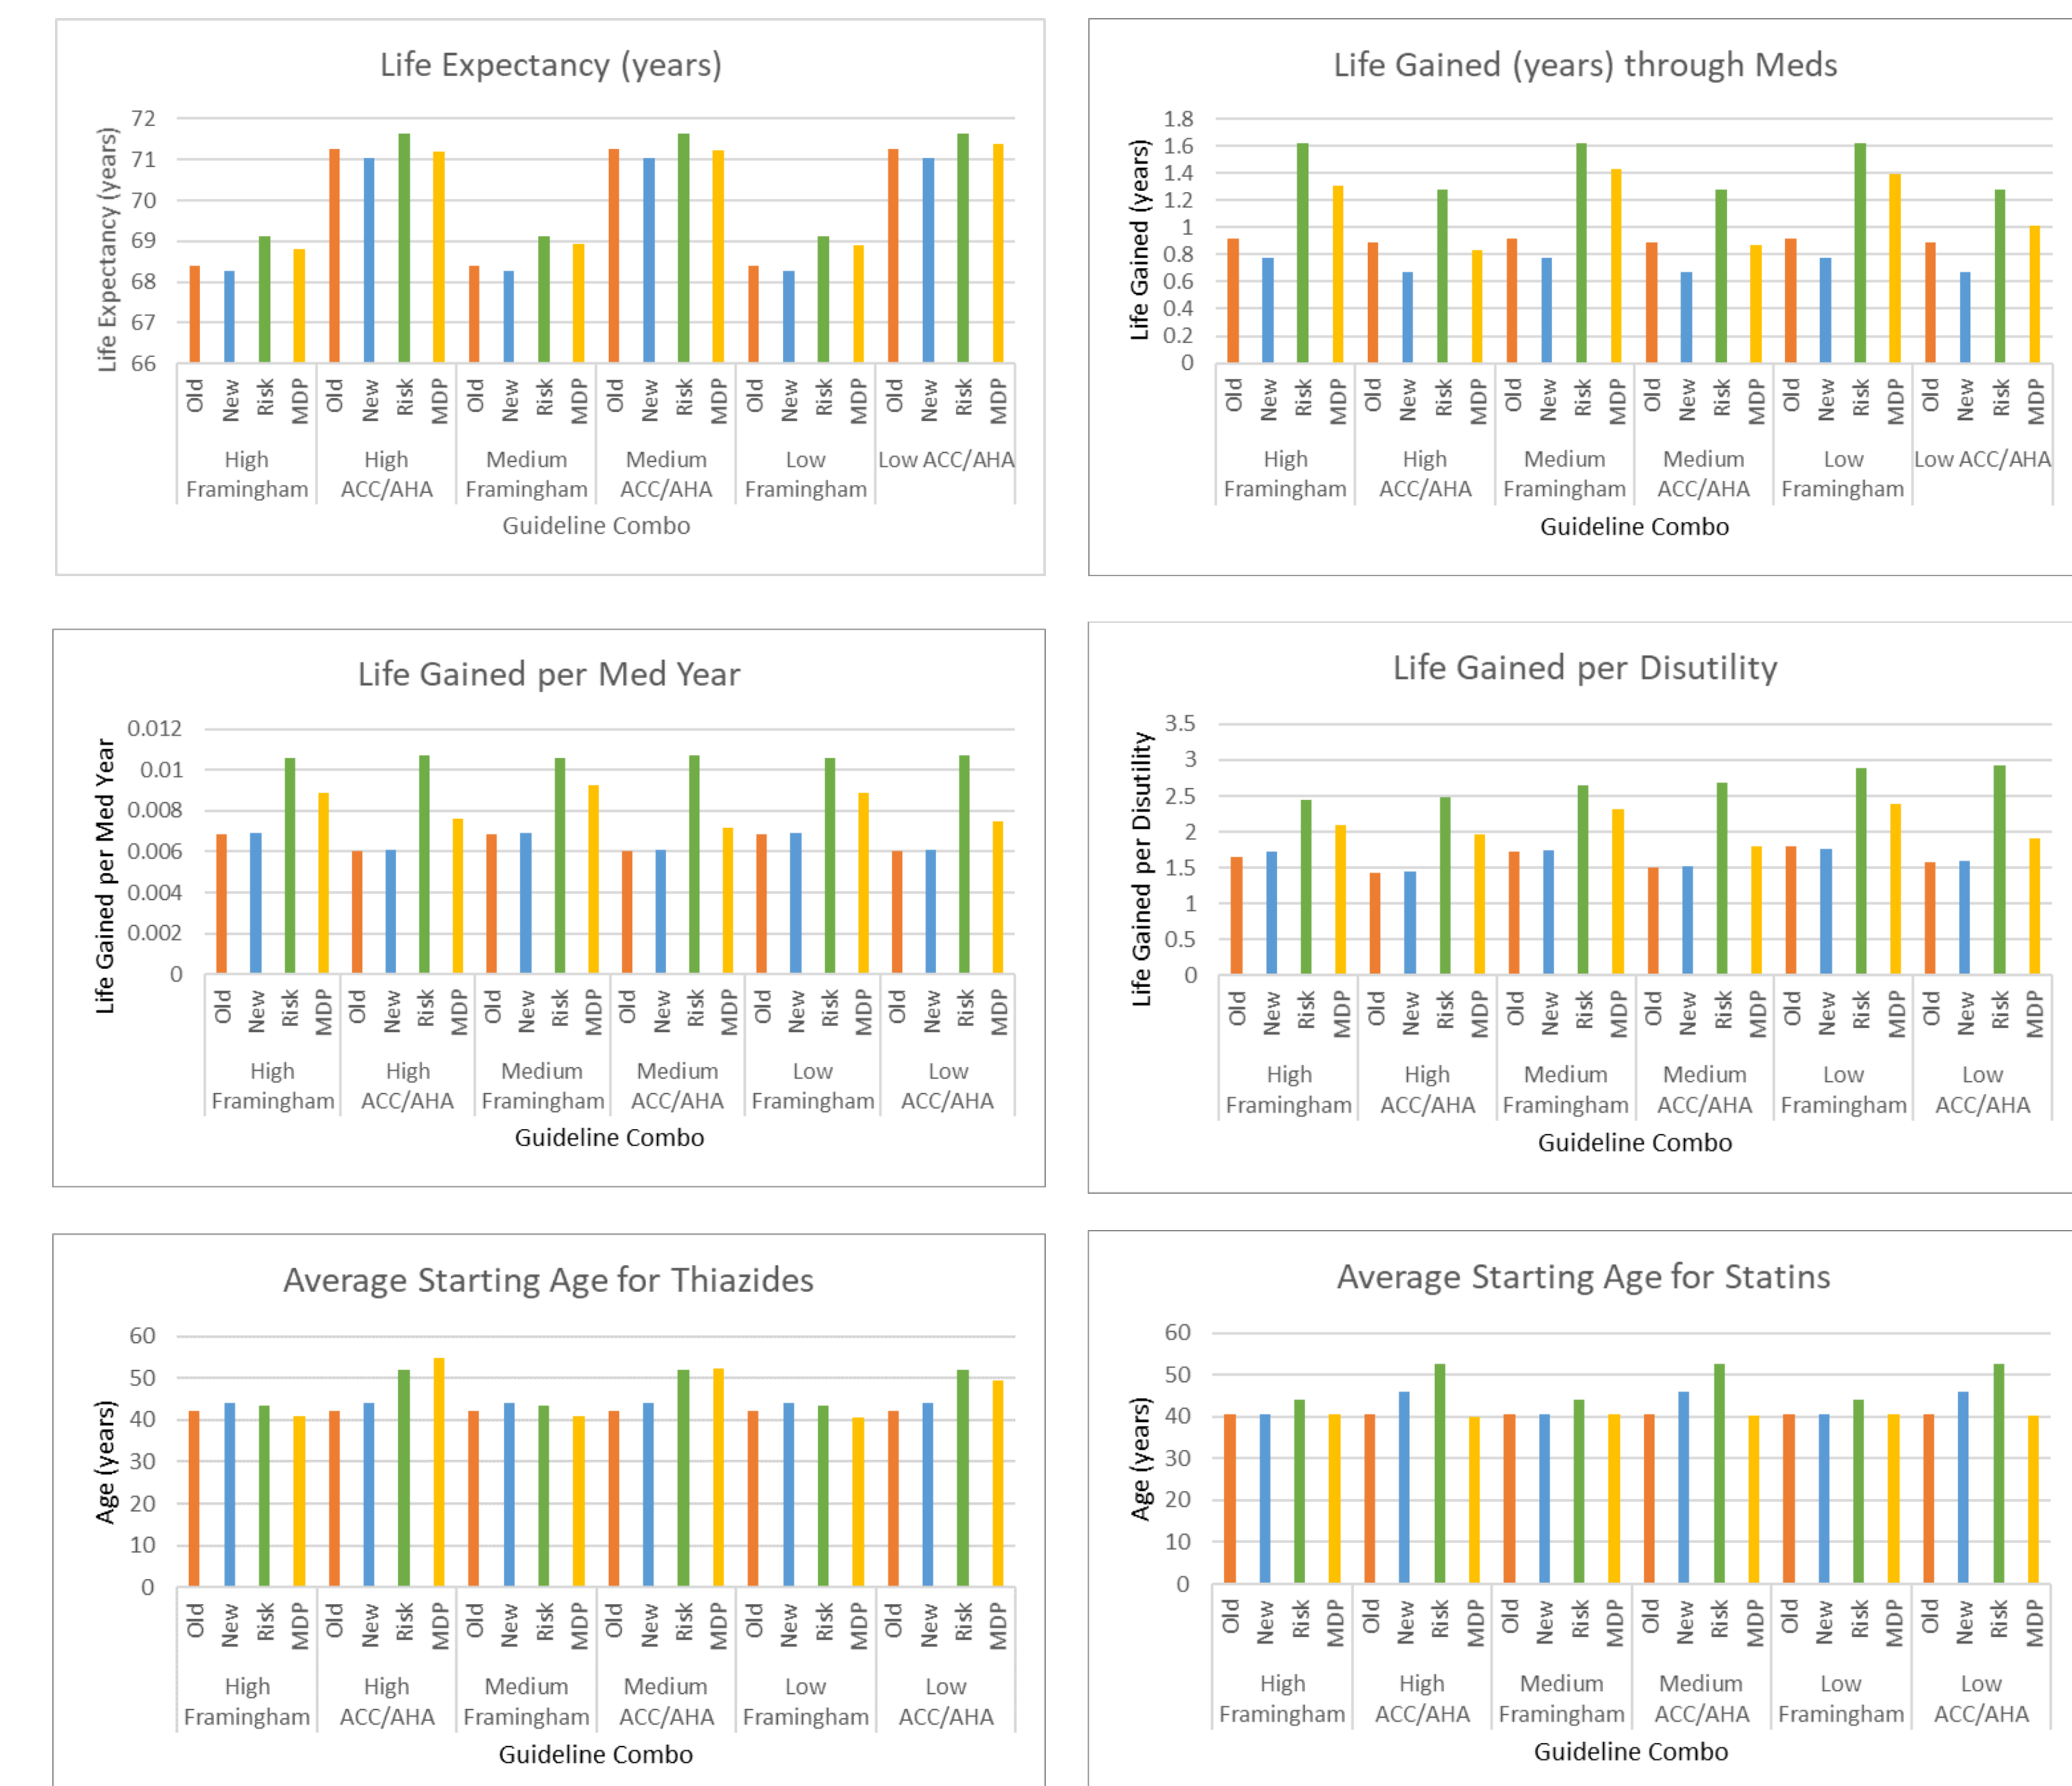 Life Expectancy (years)
Life Expectancy (years)
72
71
70
69
68
67
66
Old New Risk MDP Old New Risk MDP Old New Risk MDP Old New Risk MDP Old New Risk MDP Old New Risk MDP
High Framingham
High ACC/AHA
Medium Framingham
Medium ACC/AHA
Low Framingham
Low ACC/AHA
Guideline Combo
Life Gained (years) through Meds
Life Gained (years)
1.8
1.6
1.4
1.2
1
0.8
0.6
0.4
0.2
0
Old New Risk MDP Old New Risk MDP Old New Risk MDP Old New Risk MDP Old New Risk MDP Old New Risk MDP
High Framingham
High ACC/AHA
Medium Framingham
Medium ACC/AHA
Low Framingham
Low ACC/AHA
Guideline Combo
Life Gained per Med Year
Life Gained per Med Year
0.012
0.01
0.008
0.006
0.004
0.002
0
Old New Risk MDP Old New Risk MDP Old New Risk MDP Old New Risk MDP Old New Risk MDP Old New Risk MDP
High Framingham
High ACC/AHA
Medium Framingham
Medium ACC/AHA
Low Framingham
Low ACC/AHA
Guideline Combo
Life Gained per Disutility
Life Gained per Disutility
3.5
3
2.5
2
1.5
1
0.5
0
Old New Risk MDP Old New Risk MDP Old New Risk MDP Old New Risk MDP Old New Risk MDP Old New Risk MDP
High Framingham
High ACC/AHA
Medium Framingham
Medium ACC/AHA
Low Framingham
Low ACC/AHA
Guideline Combo
Average Starting Age for Thiazides
Age (years)
60
50
40
30
20
10
0
Old New Risk MDP Old New Risk MDP Old New Risk MDP Old New Risk MDP Old New Risk MDP Old New Risk MDP
High Framingham
High ACC/AHA
Medium Framingham
Medium ACC/AHA
Low Framingham
Low ACC/AHA
Guideline Combo
Average Starting Age for Statins
Age (years)
60
50
40
30
20
10
0
Old New Risk MDP Old New Risk MDP Old New Risk MDP Old New Risk MDP Old New Risk MDP Old New Risk MDP
High Framingham
High ACC/AHA
Medium Framingham
Medium ACC/AHA
Low Framingham
Low ACC/AHA
Guideline Combo